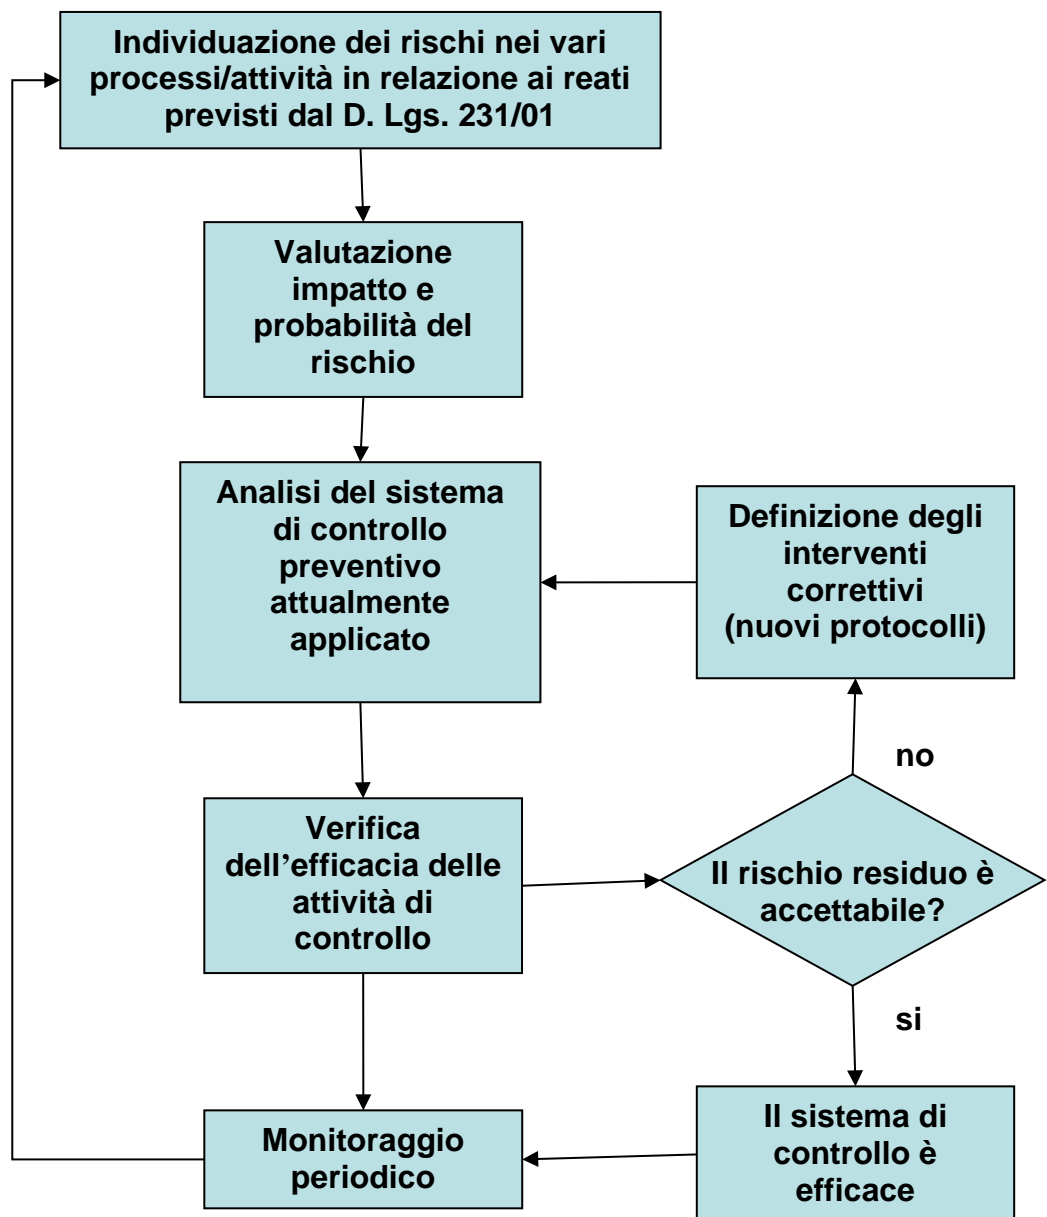 Individuazione dei rischi nei vari
processi/attività in relazione ai reati
previsti dal D. Lgs. 231/01
Valutazione
impatto e
probabilità del
rischio
Analisi del sistema
di controllo
preventivo
attualmente
applicato
Definizione degli
interventi
correttivi
(nuovi protocolli)
no
Verifica
dell’efficacia delle
attività di
controllo
Il rischio residuo è
accettabile?
si
Monitoraggio
periodico
Il sistema di
controllo è
efficace